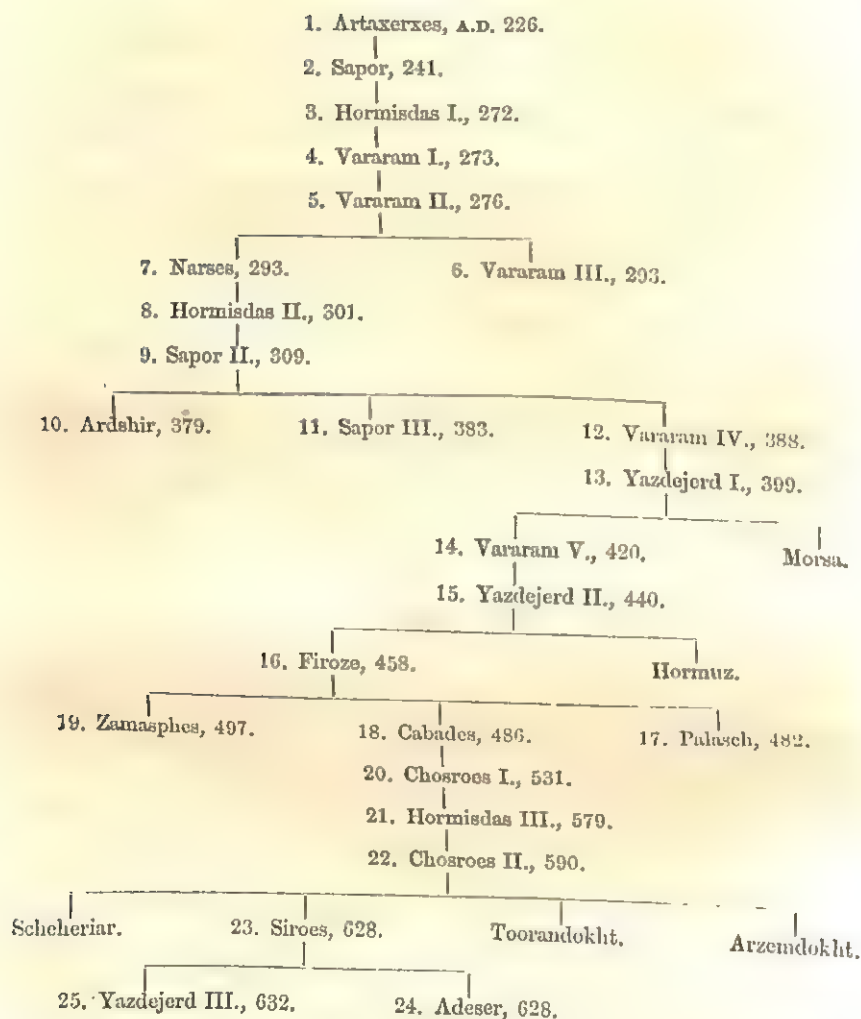 1. Artaxerxes, A.D. 226.
2. Sapor, 241.
3. Hormisdas I., 272.
4. Vararam I., 273.
5. Vararam II., 276.
7. Narses, 293. 6. Vararam III., 293.
8. Hormisdas II., 301.
9. Sapor II., 309.
10. Ardshir, 379. 11. Sapor III., 383. 12. Vararam IV., 388.
13. Yazdejerd I., 399.
14. Vararam V., 420. Morsa.
15. Yazdejerd II., 440.
16. Firoze, 458. Hormuz.
19. Zamasphes, 497. 18. Cabades, 486. 17. Palasch, 482.
20. Chosroes I., 531.
21. Hormisdas III., 579.
22. Chosroes II., 590.
Scheheriar. 23. Siroes, 628. Toorandokht. Arzemdokht.
25. Yazdejerd III., 632. 24. Adeser, 628.